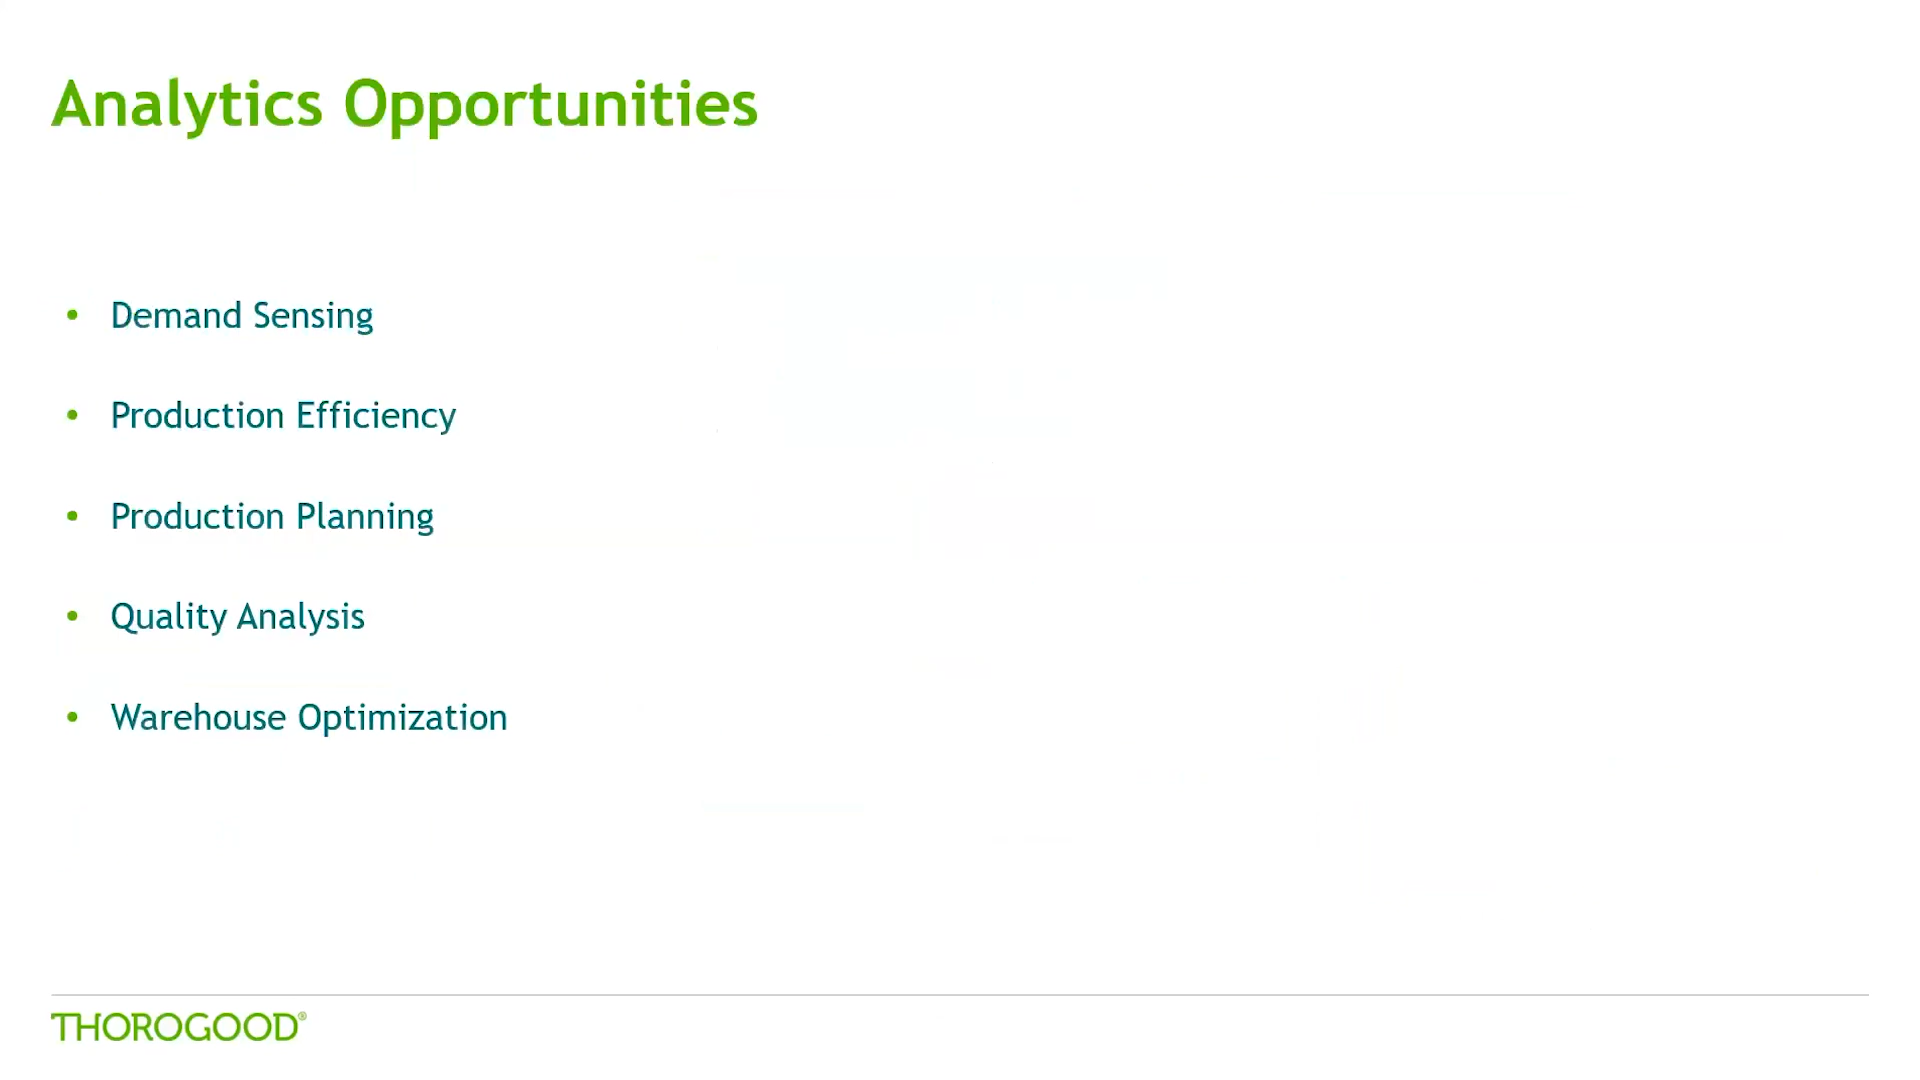 Analytics Opportunities
• Demand Sensing
• Production Efficiency
• Production Planning
• Quality Analysis
• Warehouse Optimization
THOROGOOD®